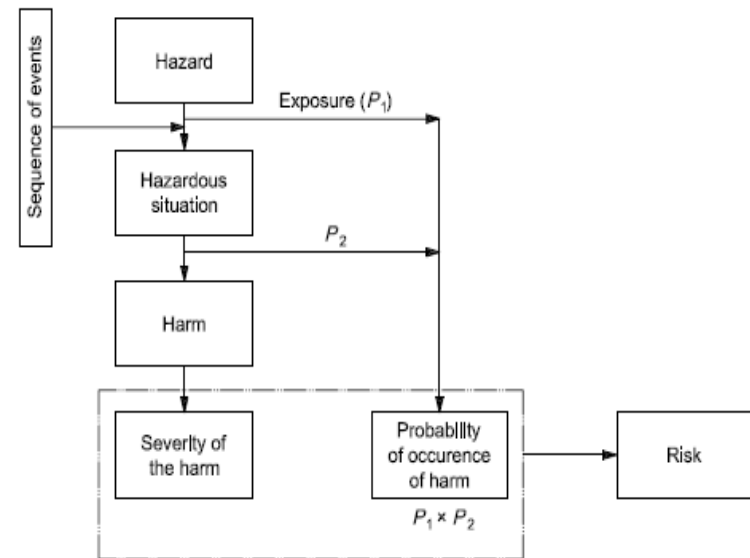 Sequence of events
Hazard
Exposure (P₁)
Hazardous
situation
P₂
Harm
Severity of
the harm
Probability
of occurence
of harm
P₁ × P₂
Risk